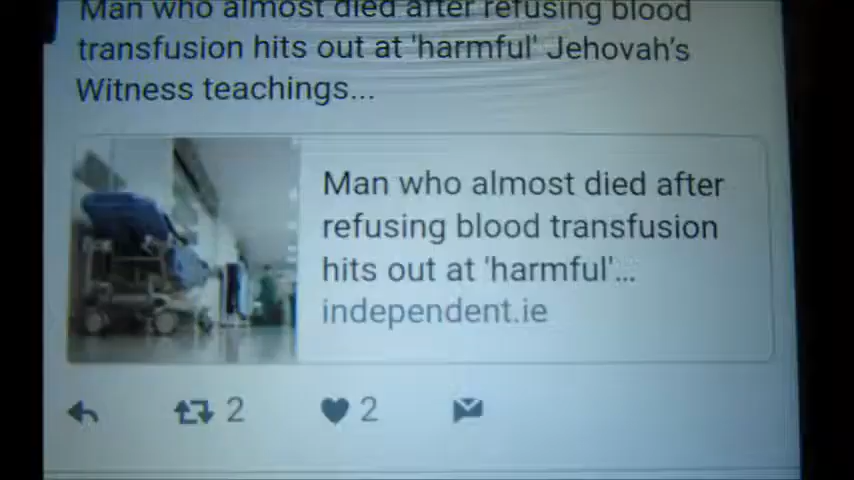 Man who almost died after refusing blood
transfusion hits out at 'harmful' Jehovah's
Witness teachings...
Man who almost died after
refusing blood transfusion
hits out at 'harmful'...
independent.ie
2
2